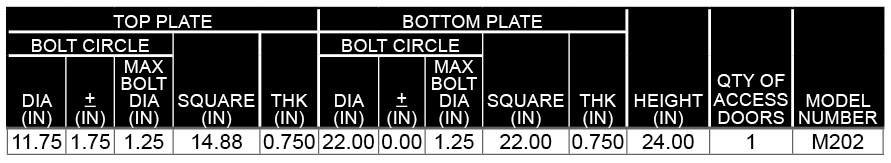 TOP PLATE BOTTOM PLATE
BOLT CIRCLE BOLT CIRCLE
MAX MAX
BOLT BOLT QTY OF
DIA ± DIA SQUARE THK DIA ± DIA SQUARE THK HEIGHT ACCESS MODEL
(IN) (IN) (IN) (IN) (IN) (IN) (IN) (IN) (IN) (IN) (IN) DOORS NUMBER
11.75 1.75 1.25 14.88 0.750 22.00 0.00 1.25 22.00 0.750 24.00 1 M202